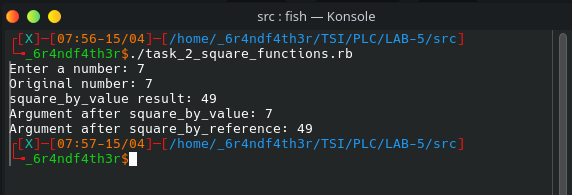 src : fish — Konsole
[X]─[07:56-15/04]─[/home/_6r4ndf4th3r/TSI/PLC/LAB-5/src]
_6r4ndf4th3r$./task_2_square_functions.rb
Enter a number: 7
Original number: 7
square_by_value result: 49
Argument after square_by_value: 7
Argument after square_by_reference: 49
[X]─[07:57-15/04]─[/home/_6r4ndf4th3r/TSI/PLC/LAB-5/src]
_6r4ndf4th3r$